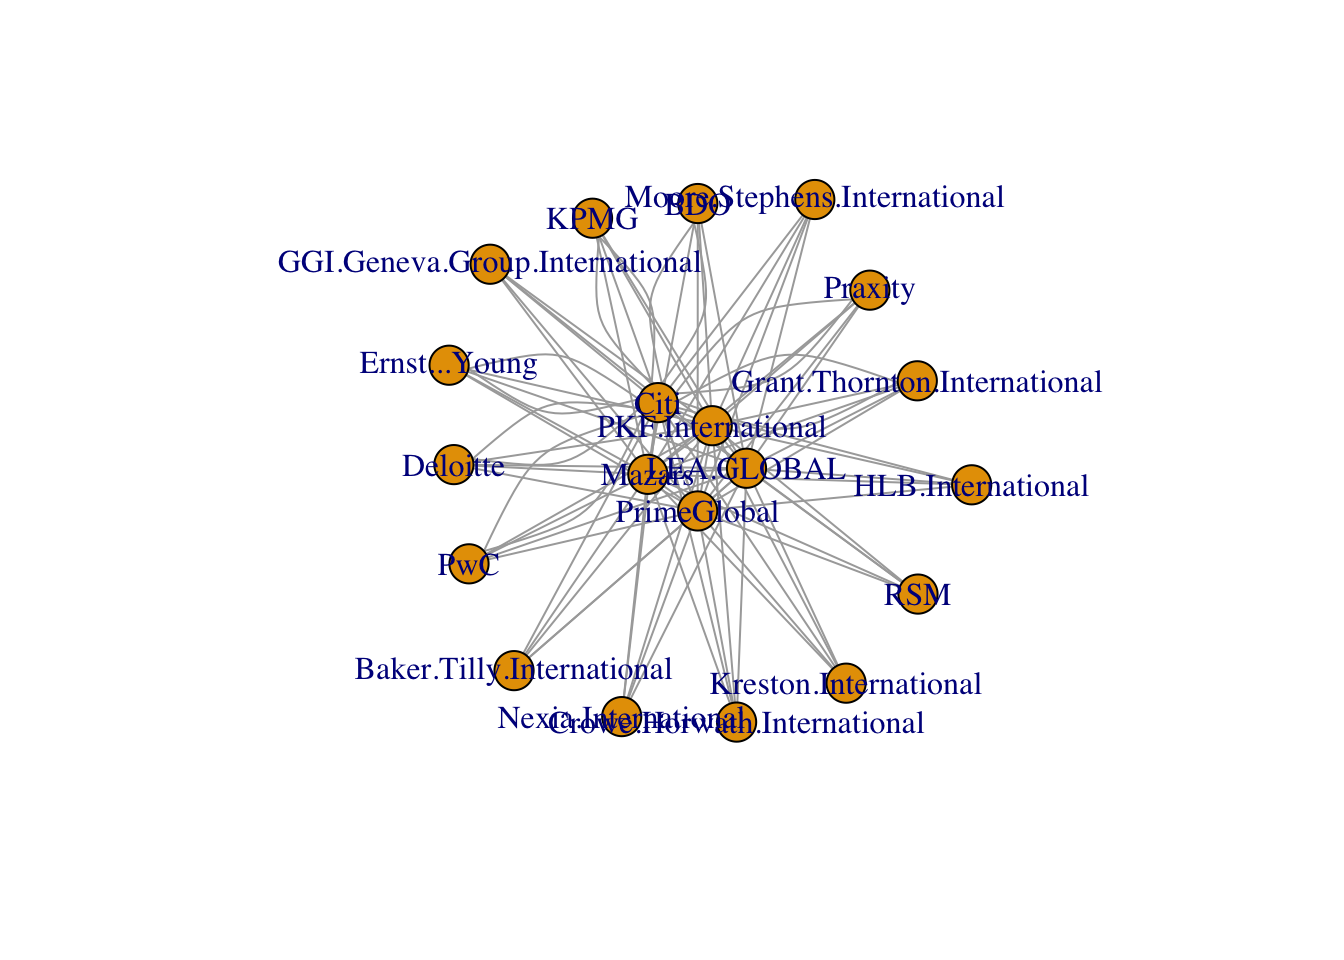 Moore.Stephens.International
BDO
KPMG
GGI.Geneva.Group.International
Praxity
Ernst...Young
Grant.Thornton.International
Citi
PKF.International
Deloitte
Mazars
LEA.GLOBAL
HLB.International
PrimeGlobal
PwC
RSM
Baker.Tilly.International
Kreston.International
Nexia.International
Crowe.Horwath.International